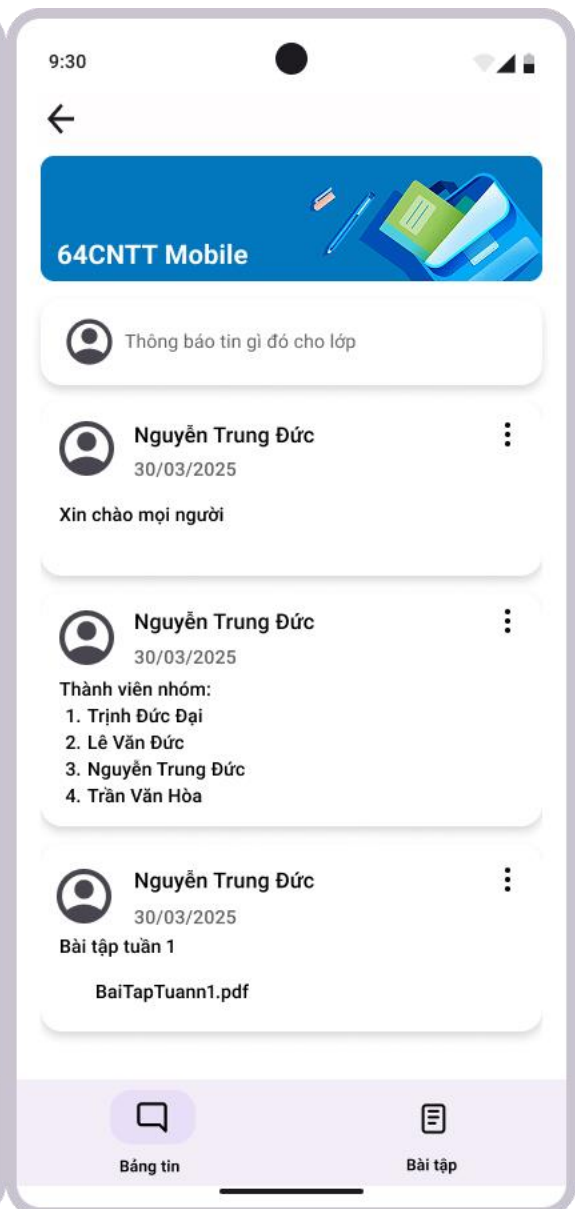 9:30
64CNTT Mobile
Thông báo tin gì đó cho lớp
Nguyễn Trung Đức
30/03/2025
Xin chào mọi người
Nguyễn Trung Đức
30/03/2025
Thành viên nhóm:
1. Trịnh Đức Đại
2. Lê Văn Đức
3. Nguyễn Trung Đức
4. Trần Văn Hòa
Nguyễn Trung Đức
30/03/2025
Bài tập tuần 1
BaiTapTuann1.pdf
Bảng tin
Bài tập